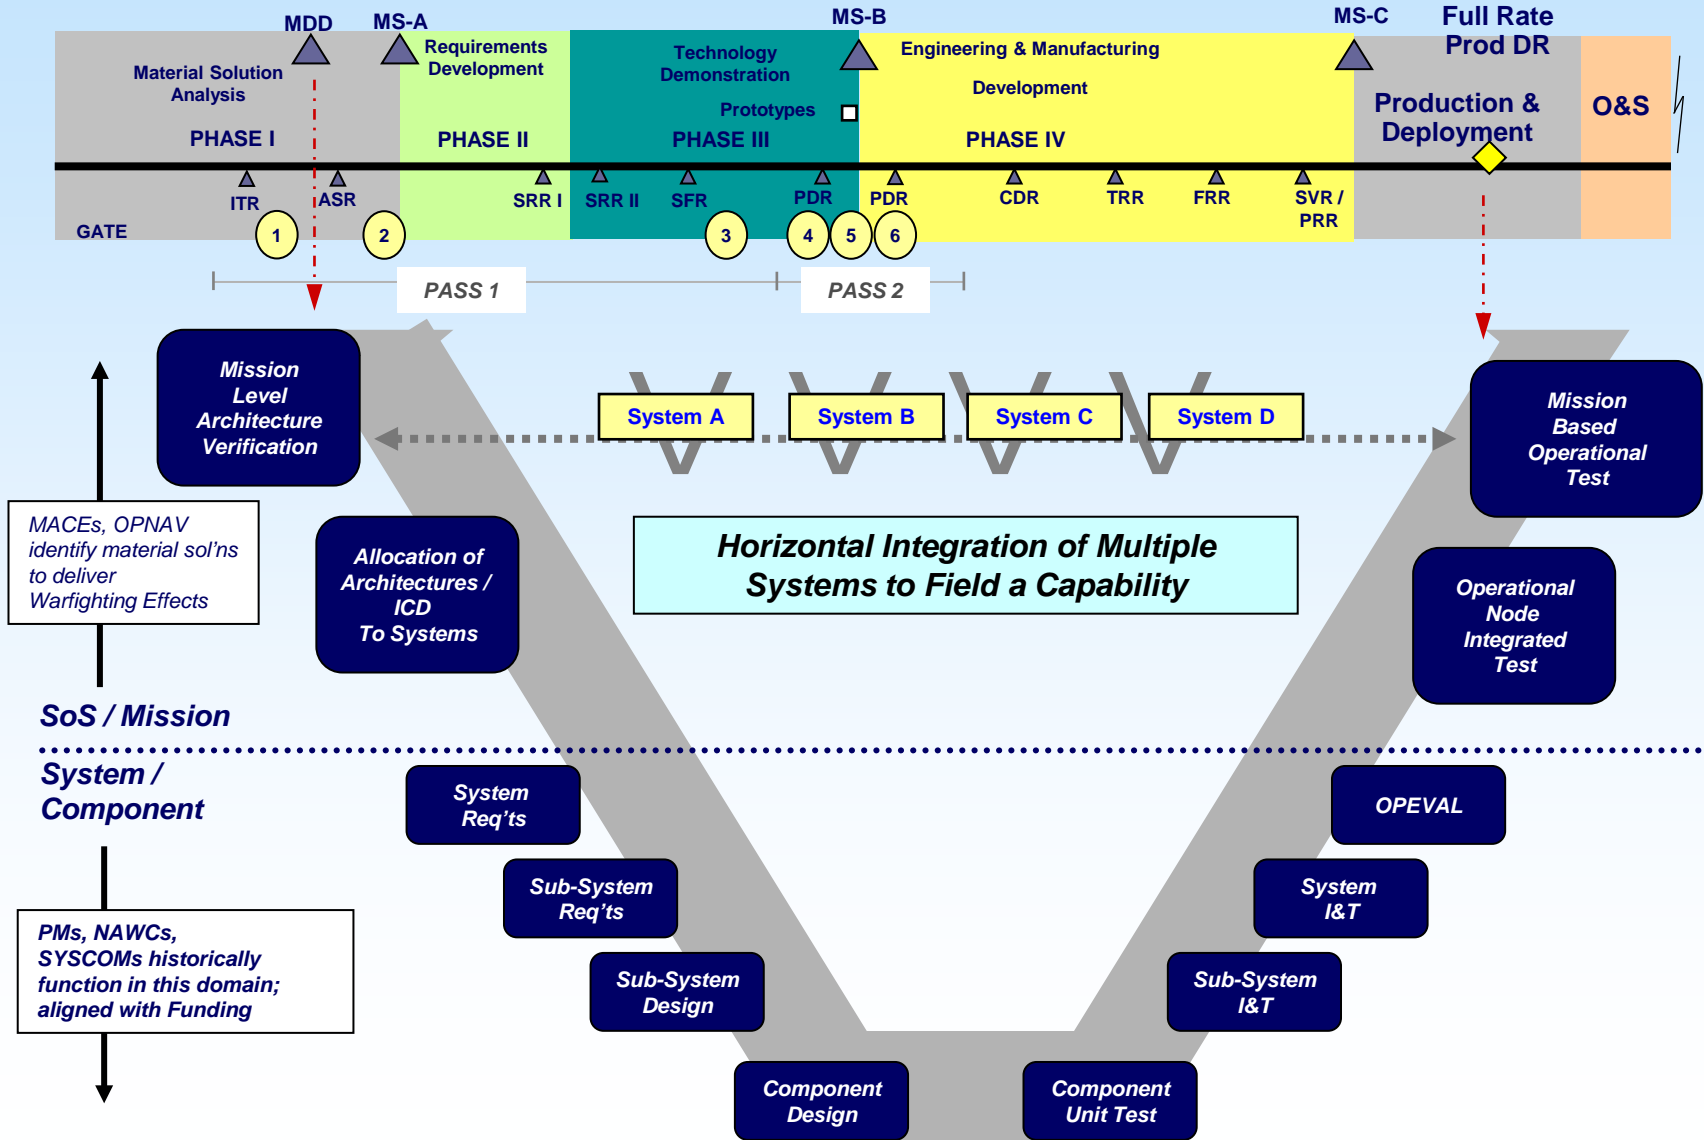 MDD
MS-A
MS-B
MS-C
Full Rate
Prod DR
Material Solution
Analysis
Requirements
Development
Technology
Demonstration
Prototypes
Engineering & Manufacturing
Development
Production &
Deployment
O&S
PHASE I
PHASE II
PHASE III
PHASE IV
ITR
ASR
SRR I
SRR II
SFR
PDR
PDR
CDR
TRR
FRR
SVR /
PRR
GATE
1
2
3
4
5
6
PASS 1
PASS 2
Mission
Level
Architecture
Verification
System A
System B
System C
System D
Mission
Based
Operational
Test
MACEs, OPNAV
identify material sol'ns
to deliver
Warfighting Effects
Allocation of
Architectures /
ICD
To Systems
Horizontal Integration of Multiple
Systems to Field a Capability
Operational
Node
Integrated
Test
SoS / Mission
System /
Component
System
Req'ts
OPEVAL
Sub-System
Req'ts
System
I&T
PMs, NAWCs,
SYSCOMs historically
function in this domain;
aligned with Funding
Sub-System
Design
Sub-System
I&T
Component
Design
Component
Unit Test